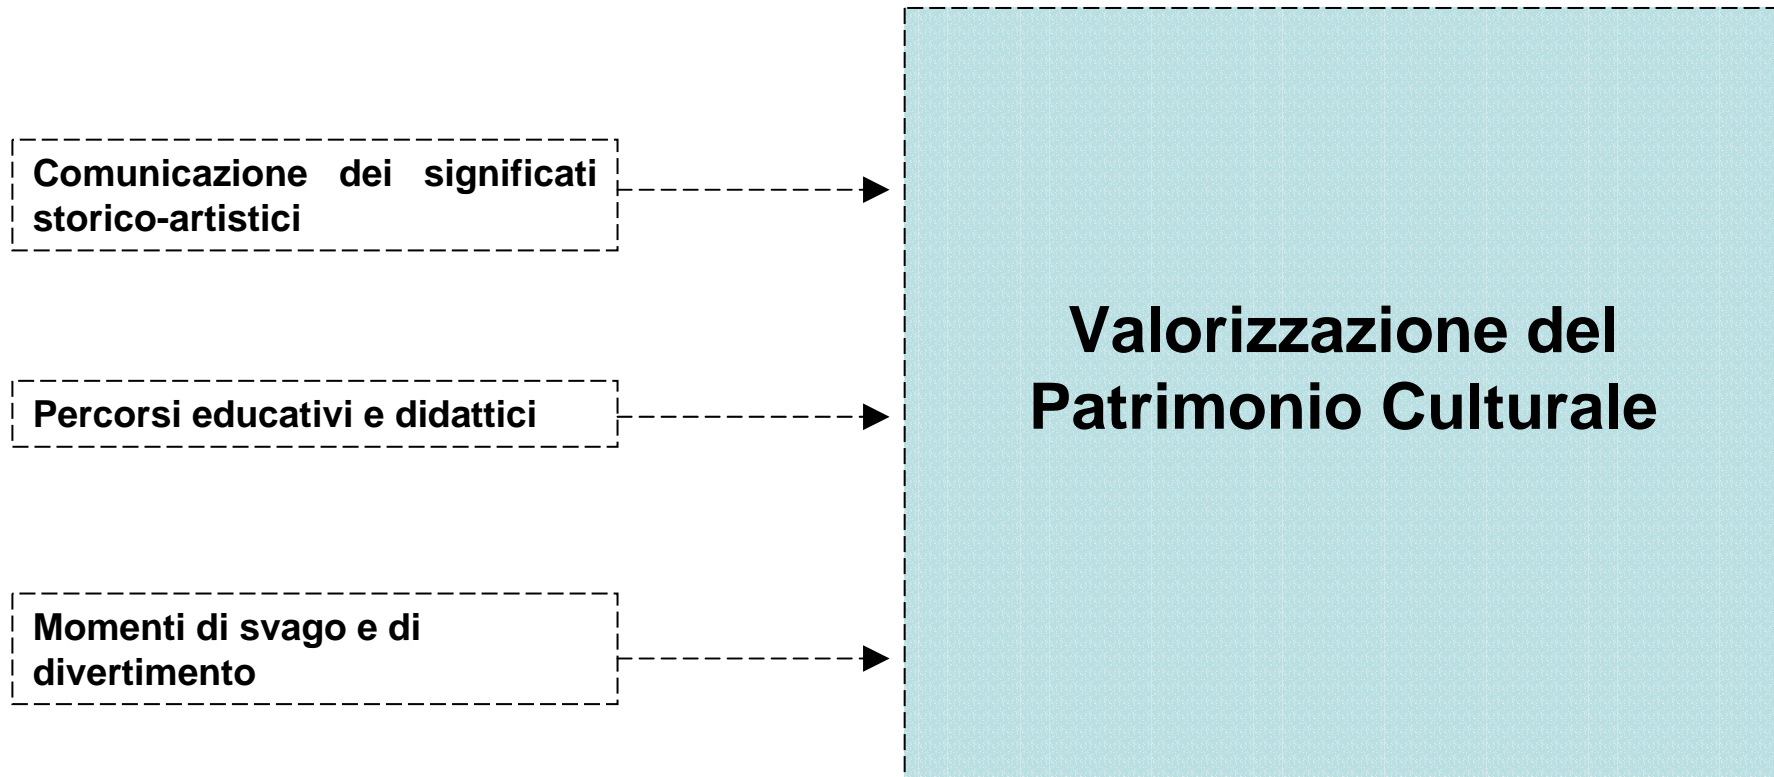 Comunicazione dei significati
storico-artistici
Valorizzazione del
Patrimonio Culturale
Percorsi educativi e didattici
Momenti di svago e di
divertimento